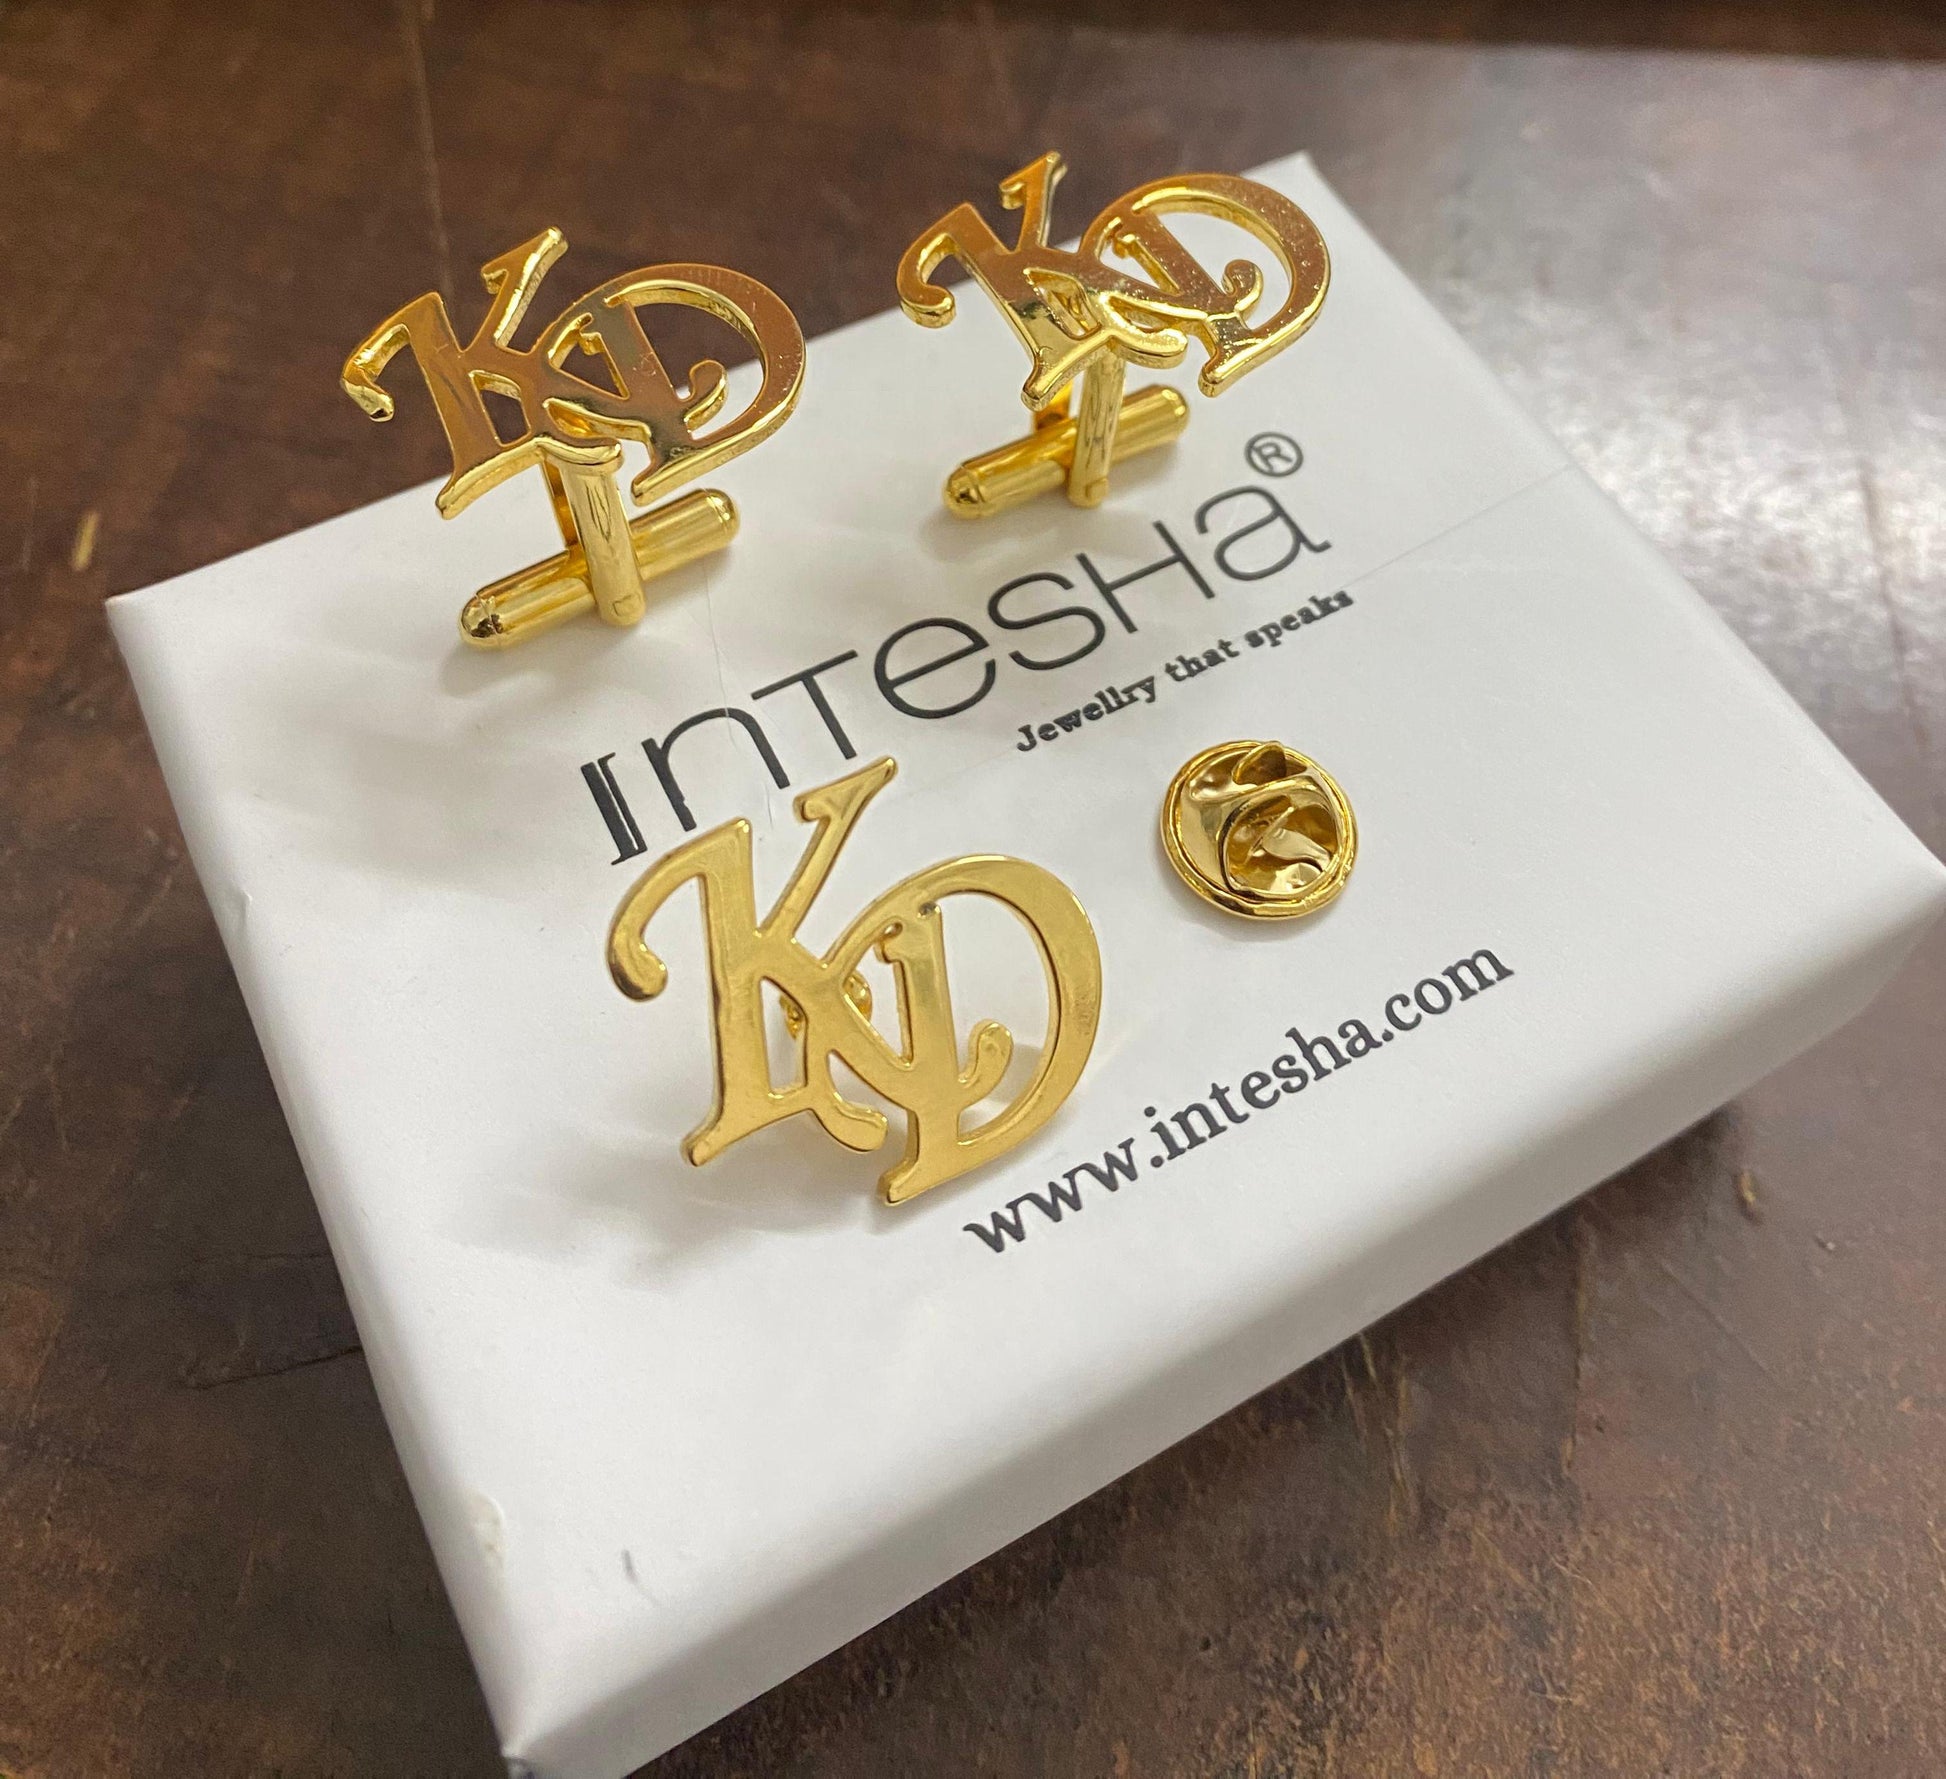 KD
KD
INTESHA®
Jewellry that speaks
KD
www.intesha.com